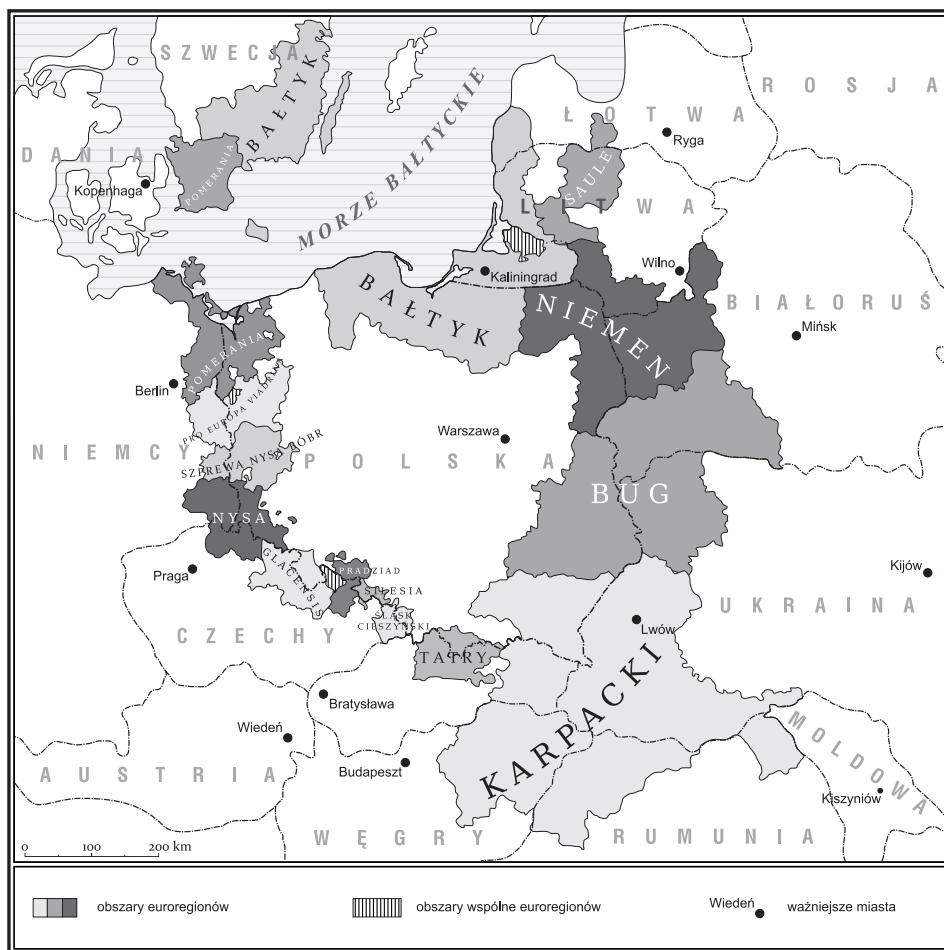 SZWECJA
BAŁTYK
ROSJA
ŁOTWA
Ryga
DANIA
POMERANIA
Kopenhaga
MORZE BAŁTYCKIE
SAULE
LITWA
Kaliningrad
Wilno
BAŁTYK
NIEMEN
BIAŁORUŚ
Mińsk
POMERANIA
Berlin
PRO EUROPA VIADRINA
Warszawa
NIEMCY
SZPREWA NYSA BÓBR
POLSKA
BUG
NYSA
GLACENSIS
PRADZIAD
Praga
SILESIA
Kijów
ŚLĄSK
CIESZYŃSKI
UKRAINA
CZECHY
Lwów
TATRY
KARPACKI
Bratysława
Wiedeń
MOLDOWA
Budapeszt
AUSTRIA
Kiszyniów
WĘGRY
RUMUNIA
0 100 200 km
obszary euroregionów
obszary wspólne euroregionów
Wiedeń
ważniejsze miasta